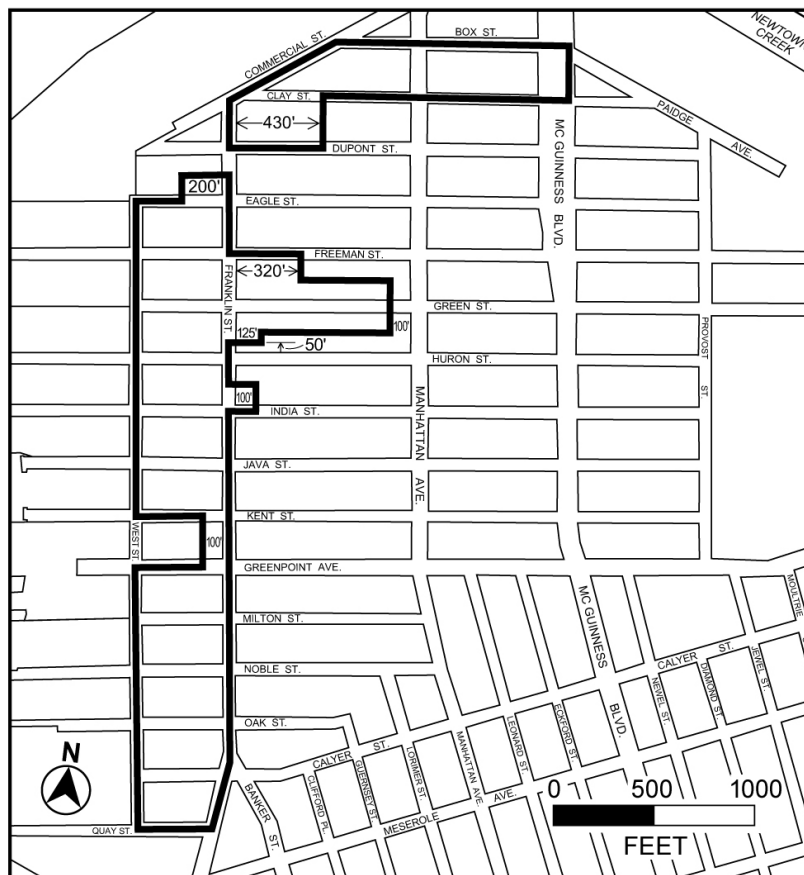 BOX ST.
COMMERCIAL ST.
NEWTOWN
CREEK
CLAY ST.
430'
PAIDGE
AVE.
DUPONT ST.
MC GUINNESS BLVD.
200'
EAGLE ST.
FREEMAN ST.
FRANKLIN ST.
320'
GREEN ST.
100'
125'
50'
PROVOST
ST.
HURON ST.
100'
INDIA ST.
MANHATTAN
AVE.
JAVA ST.
KENT ST.
WEST ST.
100'
GREENPOINT AVE.
MOULTRIE
MC GUINNESS
BLVD.
MILTON ST.
NOBLE ST.
CALYER ST.
JEWEL ST.
DIAMOND ST.
NEWEL ST.
OAK ST.
CALYER ST.
ECKFORD ST.
LEONARD ST.
MANHATTAN AVE.
LORIMER ST.
GUERNSEY ST.
CLIFFORD PL.
BANKER
ST.
MESEROLE AVE.
QUAY ST.
N
0 500 1000
FEET